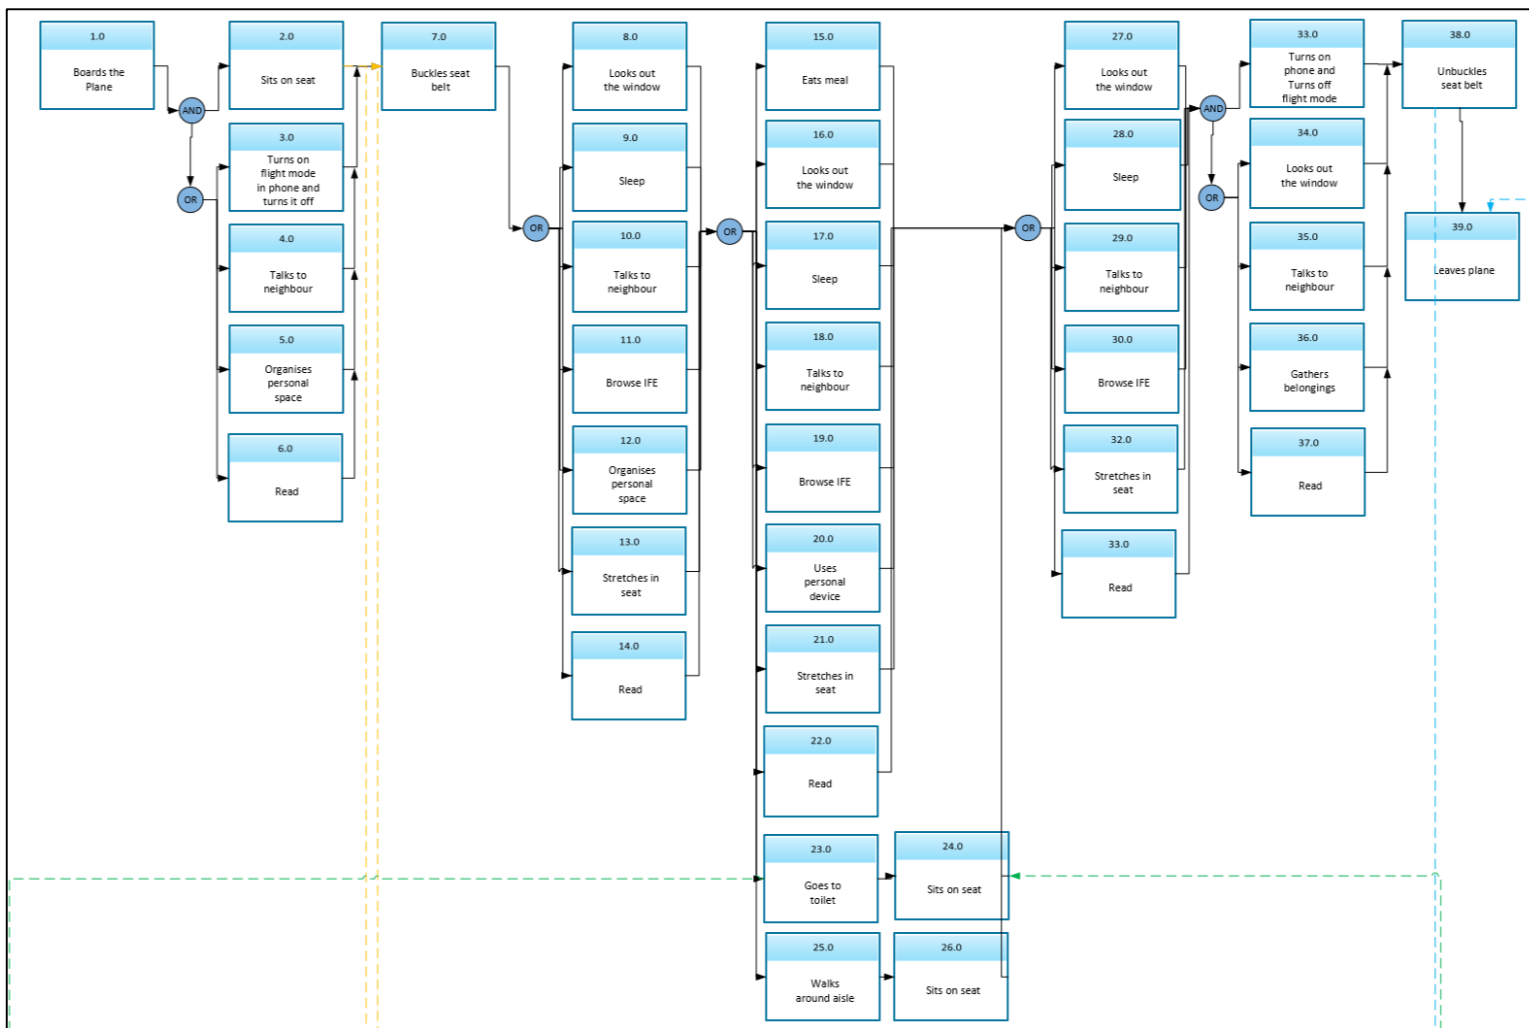 1.0
Boards the
Plane
AND
OR
2.0
Sits on seat
3.0
Turns on
flight mode
in phone and
turns it off
4.0
Talks to
neighbour
5.0
Organises
personal
space
6.0
Read
7.0
Buckles seat
belt
OR
8.0
Looks out
the window
9.0
Sleep
10.0
Talks to
neighbour
11.0
Browse IFE
12.0
Organises
personal
space
13.0
Stretches in
seat
14.0
Read
OR
15.0
Eats meal
16.0
Looks out
the window
17.0
Sleep
18.0
Talks to
neighbour
19.0
Browse IFE
20.0
Uses
personal
device
21.0
Stretches in
seat
22.0
Read
23.0
Goes to
toilet
24.0
Sits on seat
25.0
Walks
around aisle
26.0
Sits on seat
OR
27.0
Looks out
the window
28.0
Sleep
29.0
Talks to
neighbour
30.0
Browse IFE
32.0
Stretches in
seat
33.0
Read
AND
OR
33.0
Turns on
phone and
Turns off
flight mode
34.0
Looks out
the window
35.0
Talks to
neighbour
36.0
Gathers
belongings
37.0
Read
38.0
Unbuckles
seat belt
39.0
Leaves plane